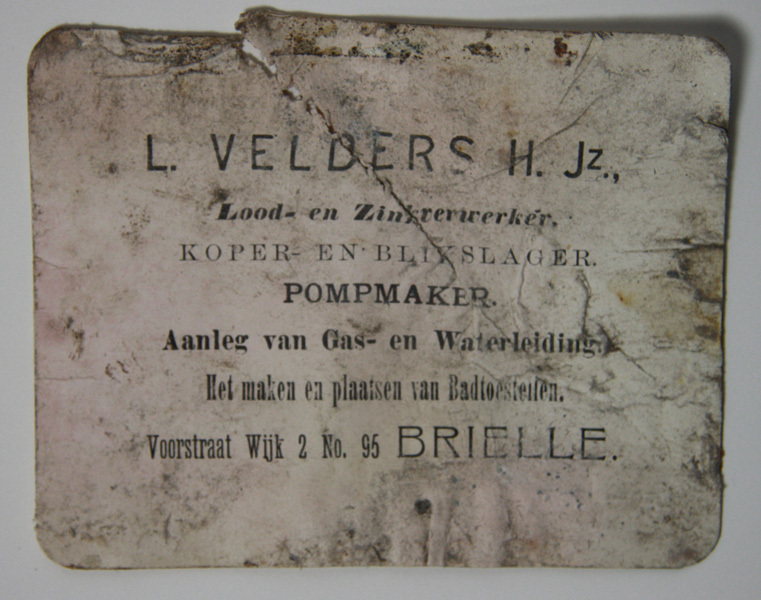 L. VELDERS H. Jz.,
Lood- en Zinkverwerker.
KOPER- EN BLIKSLAGER.
POMPMAKER.
Aanleg van Gas- en Waterleiding.
Het maken en plaatsen van Badtoestellen.
Voorstraat Wijk 2 No. 95 BRIELLE.